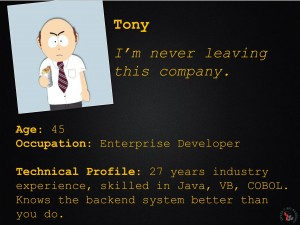 Tony
I'm never leaving
this company.
Age: 45
Occupation: Enterprise Developer
Technical Profile: 27 years industry
experience, skilled in Java, VB, COBOL.
Knows the backend system better than
you do.